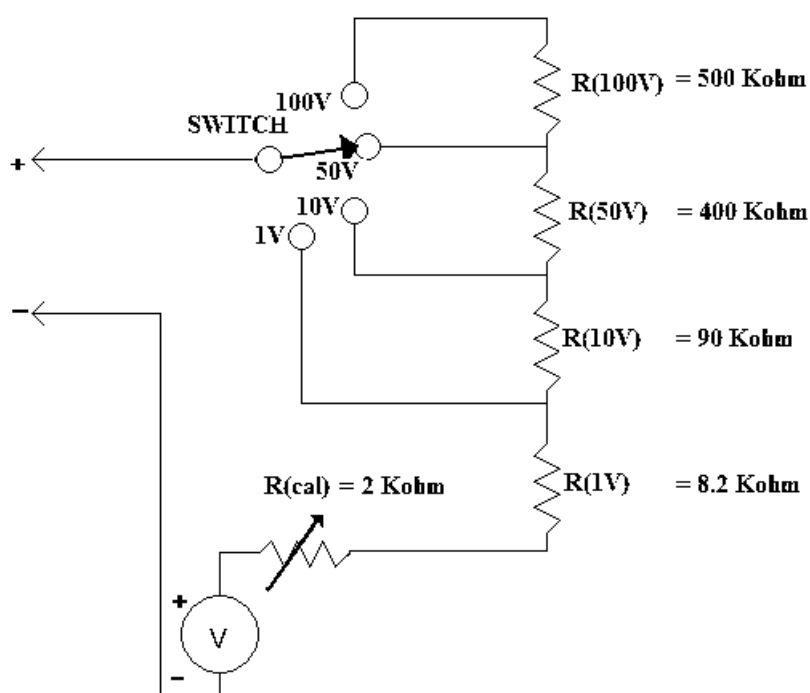 R(100V) = 500 Kohm
100V
SWITCH
+
50V
10V
R(50V) = 400 Kohm
1V
−
R(10V) = 90 Kohm
R(cal) = 2 Kohm
R(1V) = 8.2 Kohm
+
V
−